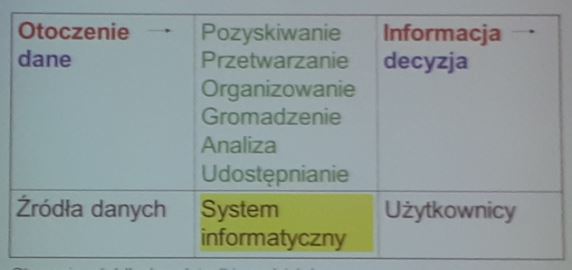 Otoczenie →
dane
Pozyskiwanie
Przetwarzanie
Organizowanie
Gromadzenie
Analiza
Udostępnianie
Informacja →
decyzja
Źródła danych
System
informatyczny
Użytkownicy